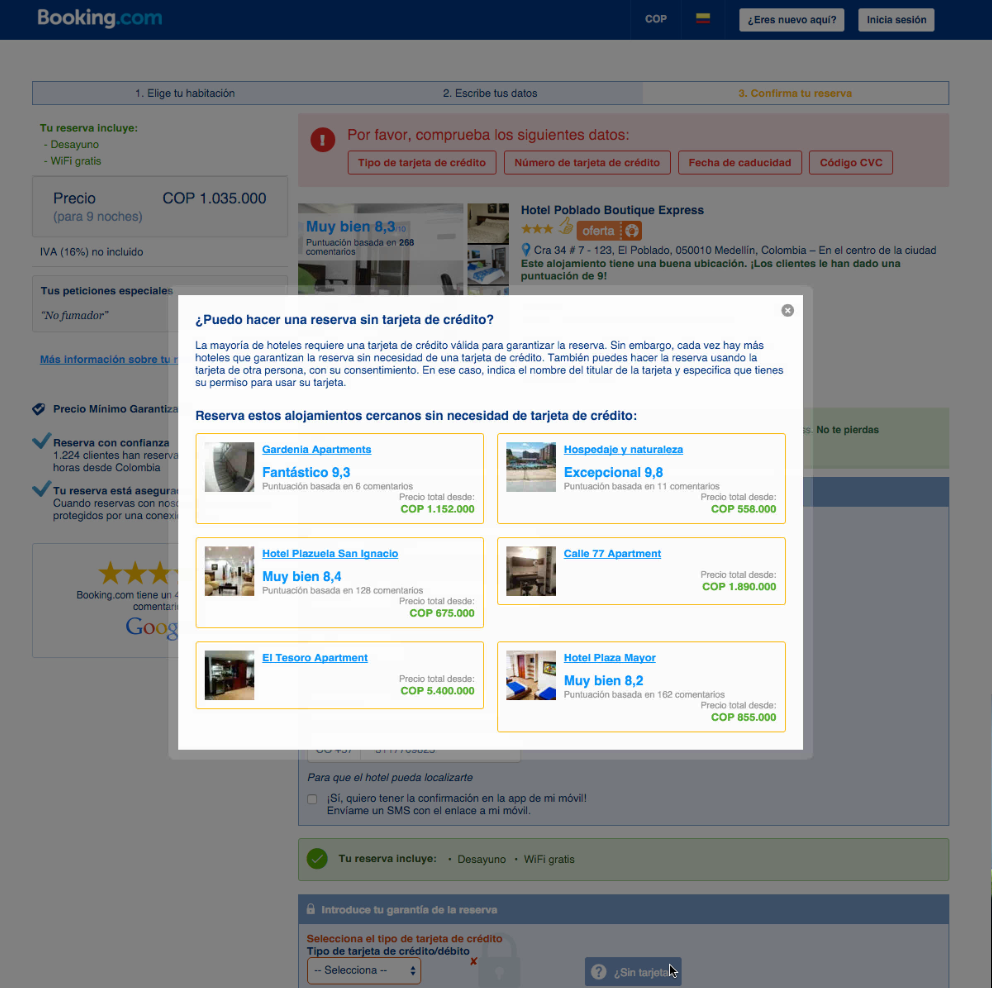 Booking.com
COP
¿Eres nuevo aquí?
Inicia sesión
1. Elige tu habitación
2. Escribe tus datos
3. Confirma tu reserva
Tu reserva incluye:
- Desayuno
- WiFi gratis
Precio COP 1.035.000
(para 9 noches)
IVA (16%) no incluido
Tus peticiones especiales
"No fumador"
Más información sobre tu
Precio Mínimo Garantiza
Reserva con confianza
1.224 clientes han reserva
horas desde Colombia
Tu reserva está asegura
Cuando reservas con noso
protegidos por una conexi
Booking.com tiene un 4
comentari
Goog
Por favor, comprueba los siguientes datos:
Tipo de tarjeta de crédito
Número de tarjeta de crédito
Fecha de caducidad
Código CVC
Muy bien 8,3/10
Puntuación basada en 268
comentarios
Hotel Poblado Boutique Express
oferta
Cra 34 # 7 - 123, El Poblado, 050010 Medellín, Colombia – En el centro de la ciudad
Este alojamiento tiene una buena ubicación. ¡Los clientes le han dado una
puntuación de 9!
No te pierdas
¿Puedo hacer una reserva sin tarjeta de crédito?
La mayoría de hoteles requiere una tarjeta de crédito válida para garantizar la reserva. Sin embargo, cada vez hay más
hoteles que garantizan la reserva sin necesidad de una tarjeta de crédito. También puedes hacer la reserva usando la
tarjeta de otra persona, con su consentimiento. En ese caso, indica el nombre del titular de la tarjeta y especifica que tienes
su permiso para usar su tarjeta.
Reserva estos alojamientos cercanos sin necesidad de tarjeta de crédito:
Gardenia Apartments
Fantástico 9,3
Puntuación basada en 6 comentarios
Precio total desde:
COP 1.152.000
Hospedaje y naturaleza
Excepcional 9,8
Puntuación basada en 11 comentarios
Precio total desde:
COP 558.000
Hotel Plazuela San Ignacio
Muy bien 8,4
Puntuación basada en 128 comentarios
Precio total desde:
COP 675.000
Calle 77 Apartment
Precio total desde:
COP 1.890.000
El Tesoro Apartment
Precio total desde:
COP 5.400.000
Hotel Plaza Mayor
Muy bien 8,2
Puntuación basada en 162 comentarios
Precio total desde:
COP 855.000
Para que el hotel pueda localizarte
¡Sí, quiero tener la confirmación en la app de mi móvil!
Envíame un SMS con el enlace a mi móvil.
Tu reserva incluye: • Desayuno • WiFi gratis
Introduce tu garantía de la reserva
Selecciona el tipo de tarjeta de crédito
Tipo de tarjeta de crédito/débito
-- Selecciona --
¿Sin tarjeta